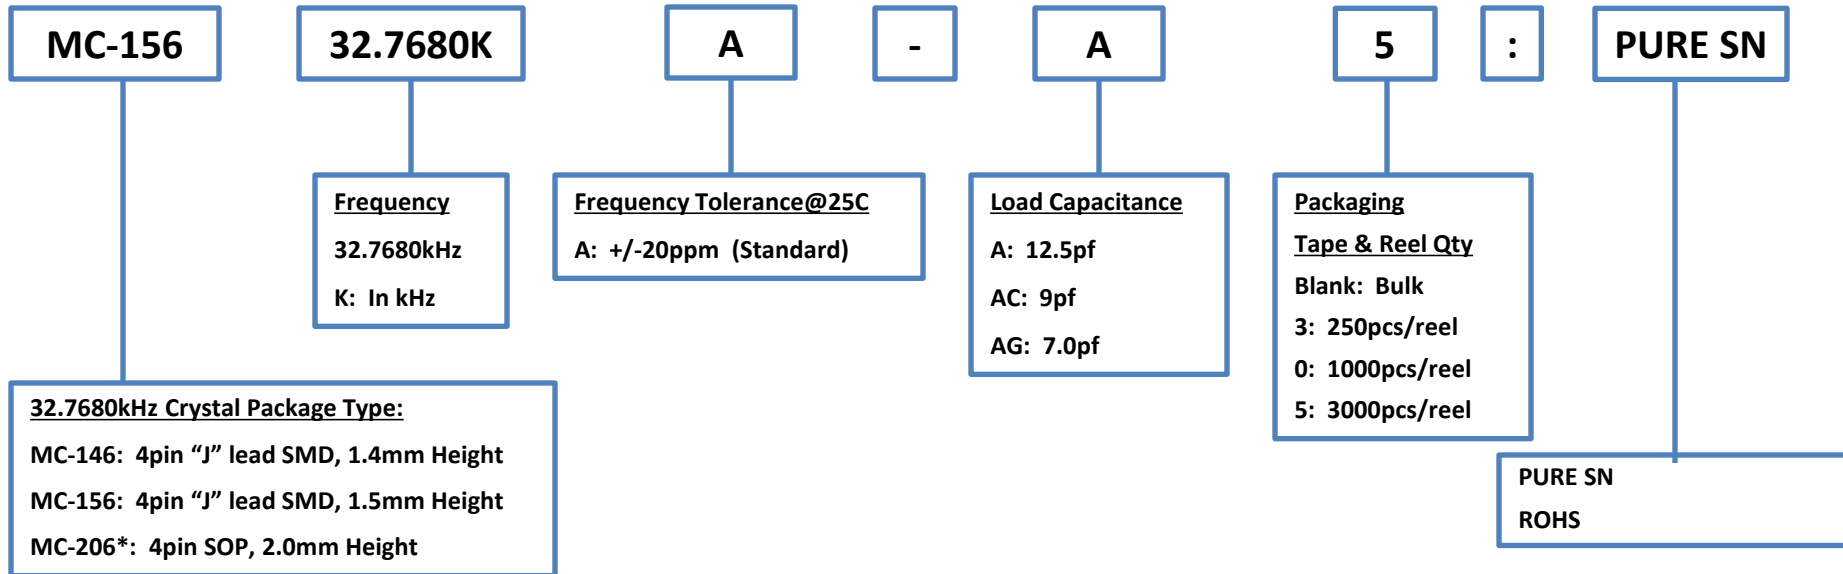 MC-156 32.7680K A - A 5 : PURE SN
Frequency
32.7680kHz
K: In kHz
Frequency Tolerance@25C
A: +/-20ppm (Standard)
Load Capacitance
A: 12.5pf
AC: 9pf
AG: 7.0pf
Packaging
Tape & Reel Qty
Blank: Bulk
3: 250pcs/reel
0: 1000pcs/reel
5: 3000pcs/reel
32.7680kHz Crystal Package Type:
MC-146: 4pin “J” lead SMD, 1.4mm Height
MC-156: 4pin “J” lead SMD, 1.5mm Height
MC-206*: 4pin SOP, 2.0mm Height
PURE SN
ROHS